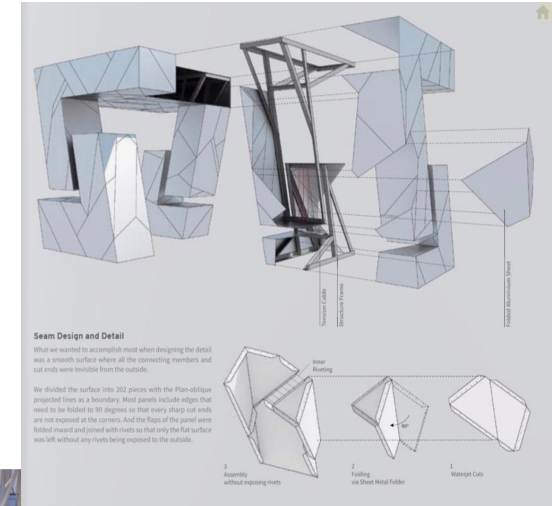 Torsion Cable
Structure Frame
Folded Aluminium Sheet
Seam Design and Detail
What we wanted to accomplish most when designing the detail
was a smooth surface where all the connecting members and
cut ends were invisible from the outside.
We divided the surface into 202 pieces with the Plan-oblique
projected lines as a boundary. Most panels include edges that
need to be folded to 90 degrees so that every sharp cut ends
are not exposed at the corners. And the flaps of the panel were
folded inward and joined with rivets so that only the flat surface
was left without any rivets being exposed to the outside.
Inner
Riveting
90°
3
Assembly
without exposing rivets
2
Folding
via Sheet Metal Folder
1
Waterjet Cuts